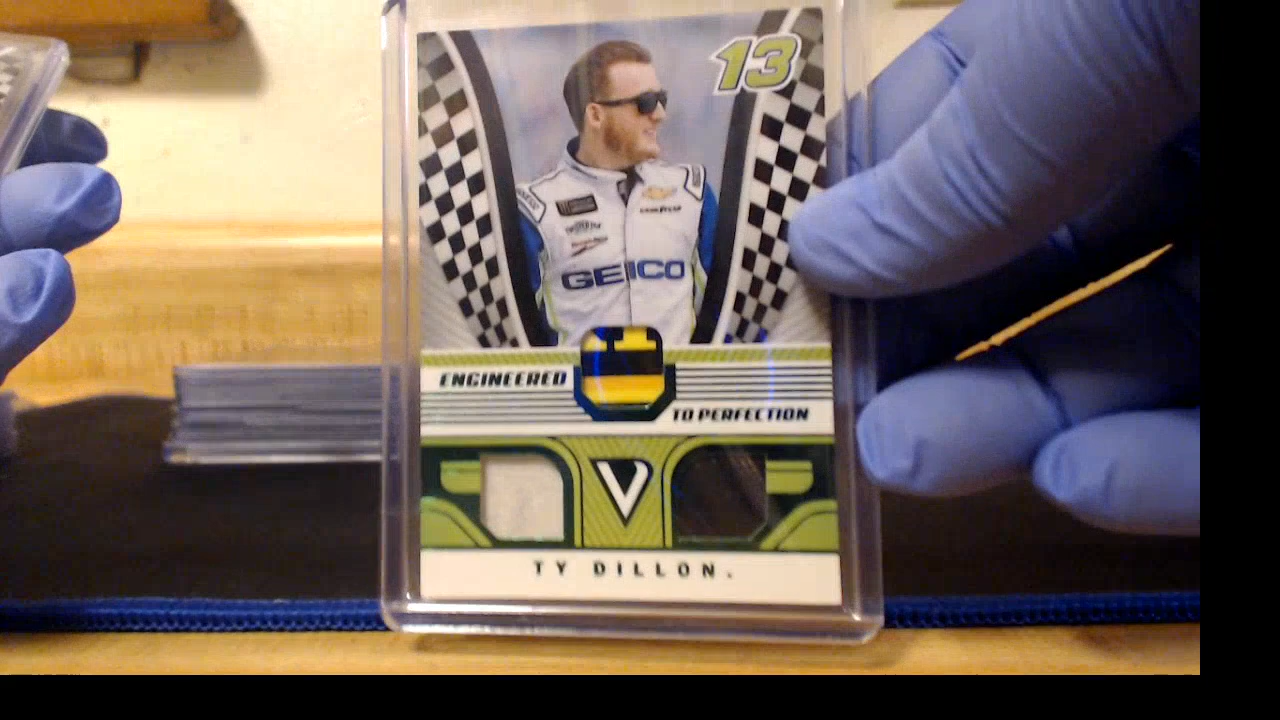 13
GEICO
ENGINEERED
TO PERFECTION
V
TY DILLON.